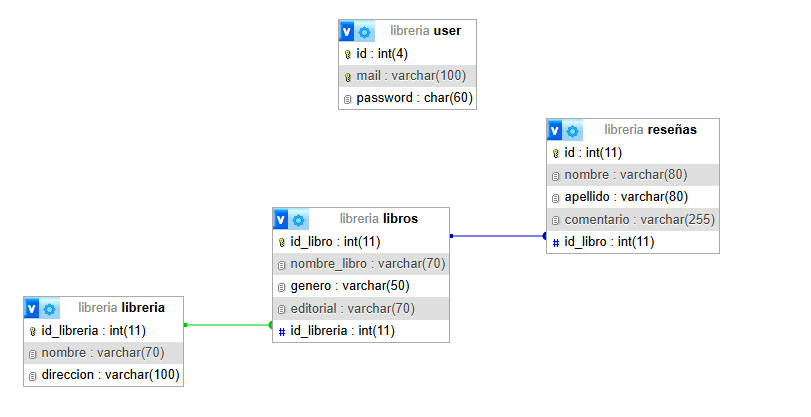 V libreria user
id : int(4)
mail : varchar(100)
password : char(60)
V libreria reseñas
id : int(11)
nombre : varchar(80)
apellido : varchar(80)
comentario : varchar(255)
# id_libro : int(11)
V libreria libros
id_libro : int(11)
nombre_libro : varchar(70)
genero : varchar(50)
editorial : varchar(70)
# id_libreria : int(11)
V libreria libreria
id_libreria : int(11)
nombre : varchar(70)
direccion : varchar(100)